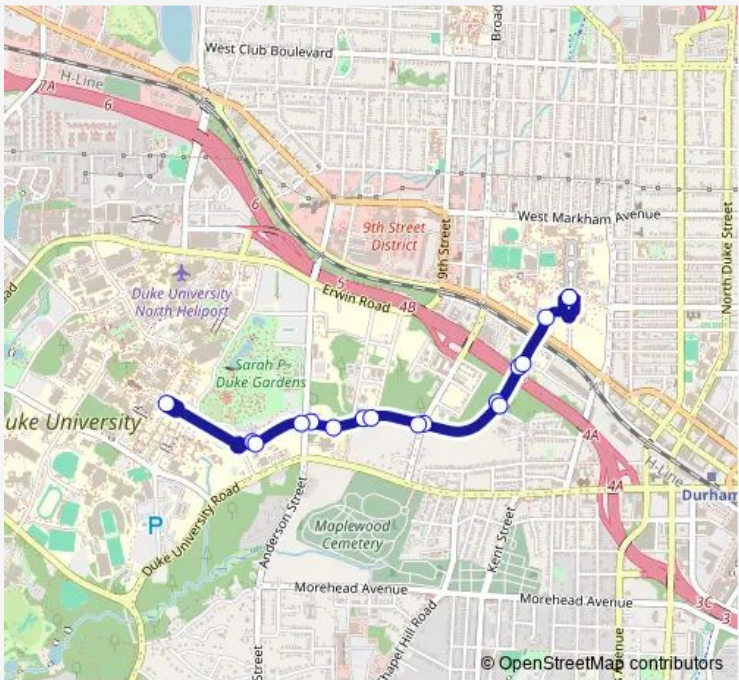 West Club Boulevard
Broad
H-Line
7A
6
6
West Markham Avenue
9th Street
District
9th Street
5
Erwin Road
4B
Duke University
North Heliport
North Duke Street
Sarah P.
Duke Gardens
uke University
4A
H-Line
4A
Durham
P
Duke University Road
Anderson Street
Maplewood
Cemetery
Kent Street
Morehead Avenue
Morehead Avenue
3C
3
Chapel Hill Road
Street
© OpenStreetMap contributors